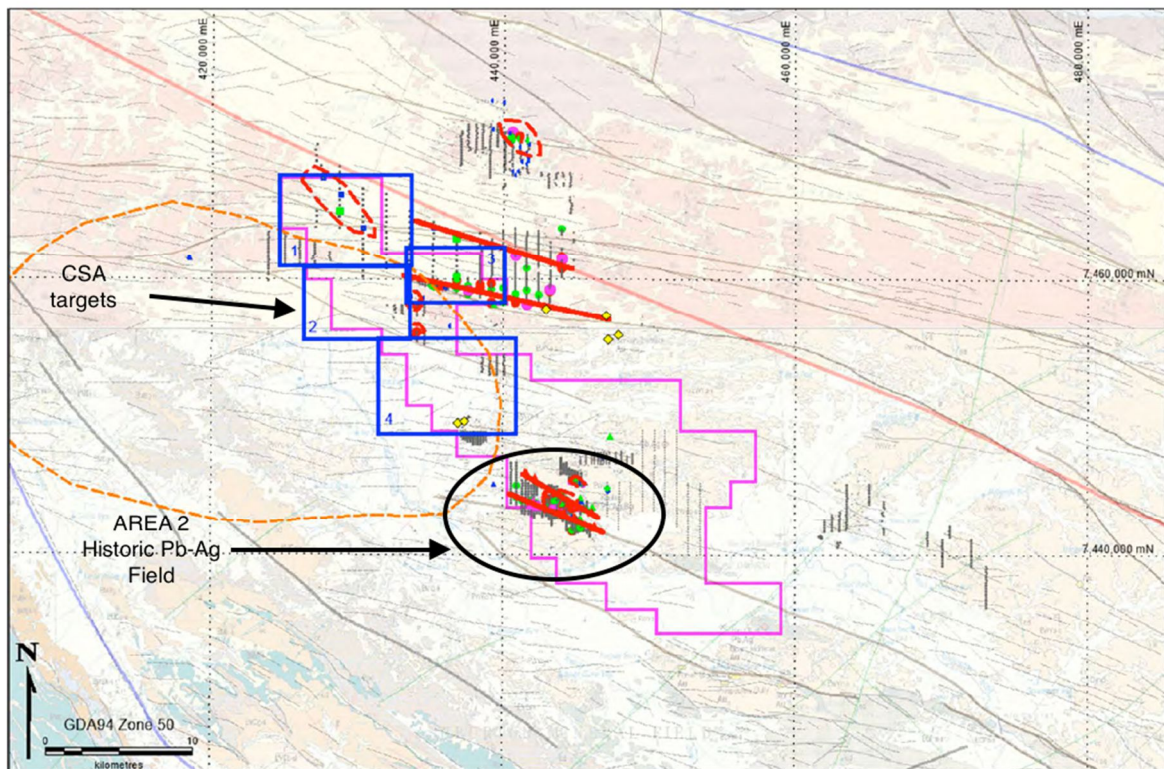 420,000 mE
440,000 mE
460,000 mE
480,000 mE
1
3
CSA
targets
7,460,000 mN
2
4
AREA 2
Historic Pb-Ag
Field
7,440,000 mN
N
GDA94 Zone 50
0
10
kilometres